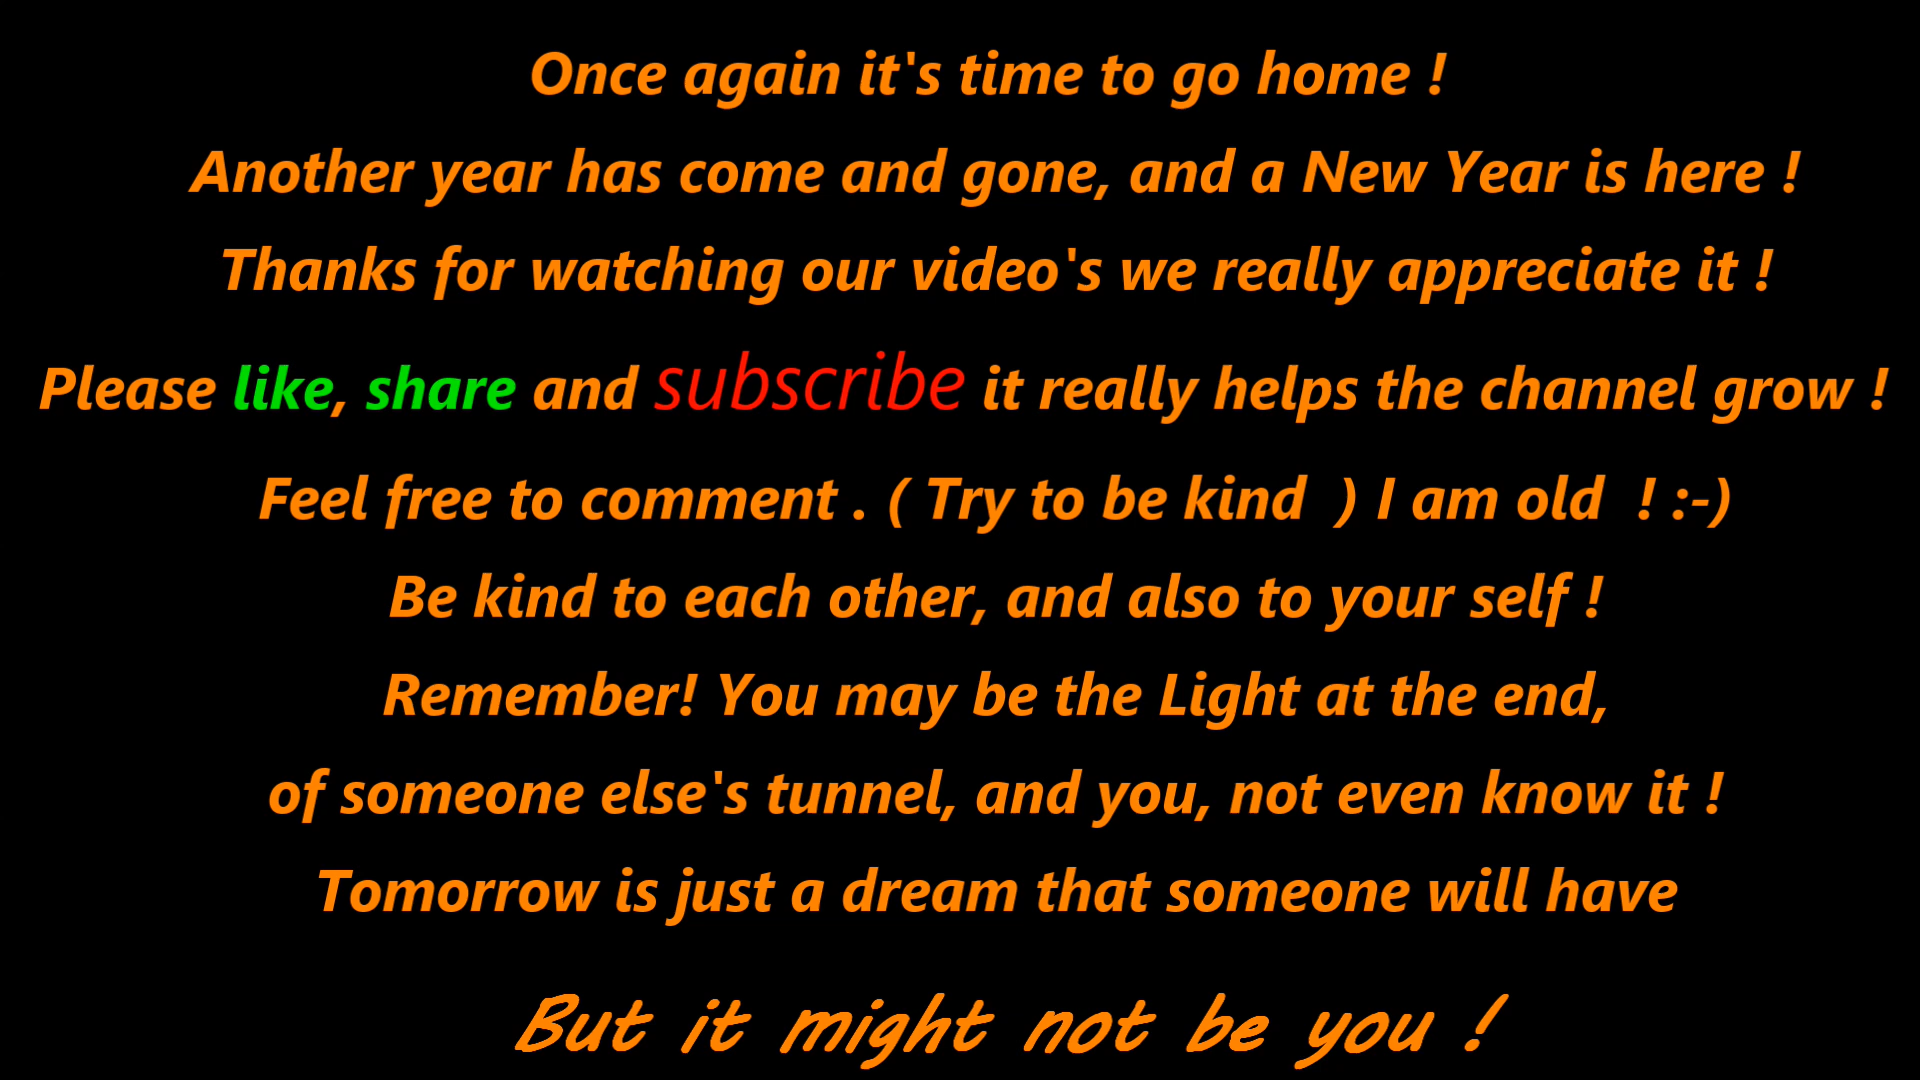 Once again it's time to go home !
Another year has come and gone, and a New Year is here !
Thanks for watching our video's we really appreciate it !
Please like, share and subscribe it really helps the channel grow !
Feel free to comment . ( Try to be kind  ) I am old  ! :-)
Be kind to each other, and also to your self !
Remember! You may be the Light at the end,
of someone else's tunnel, and you, not even know it !
Tomorrow is just a dream that someone will have
But it might not be you !